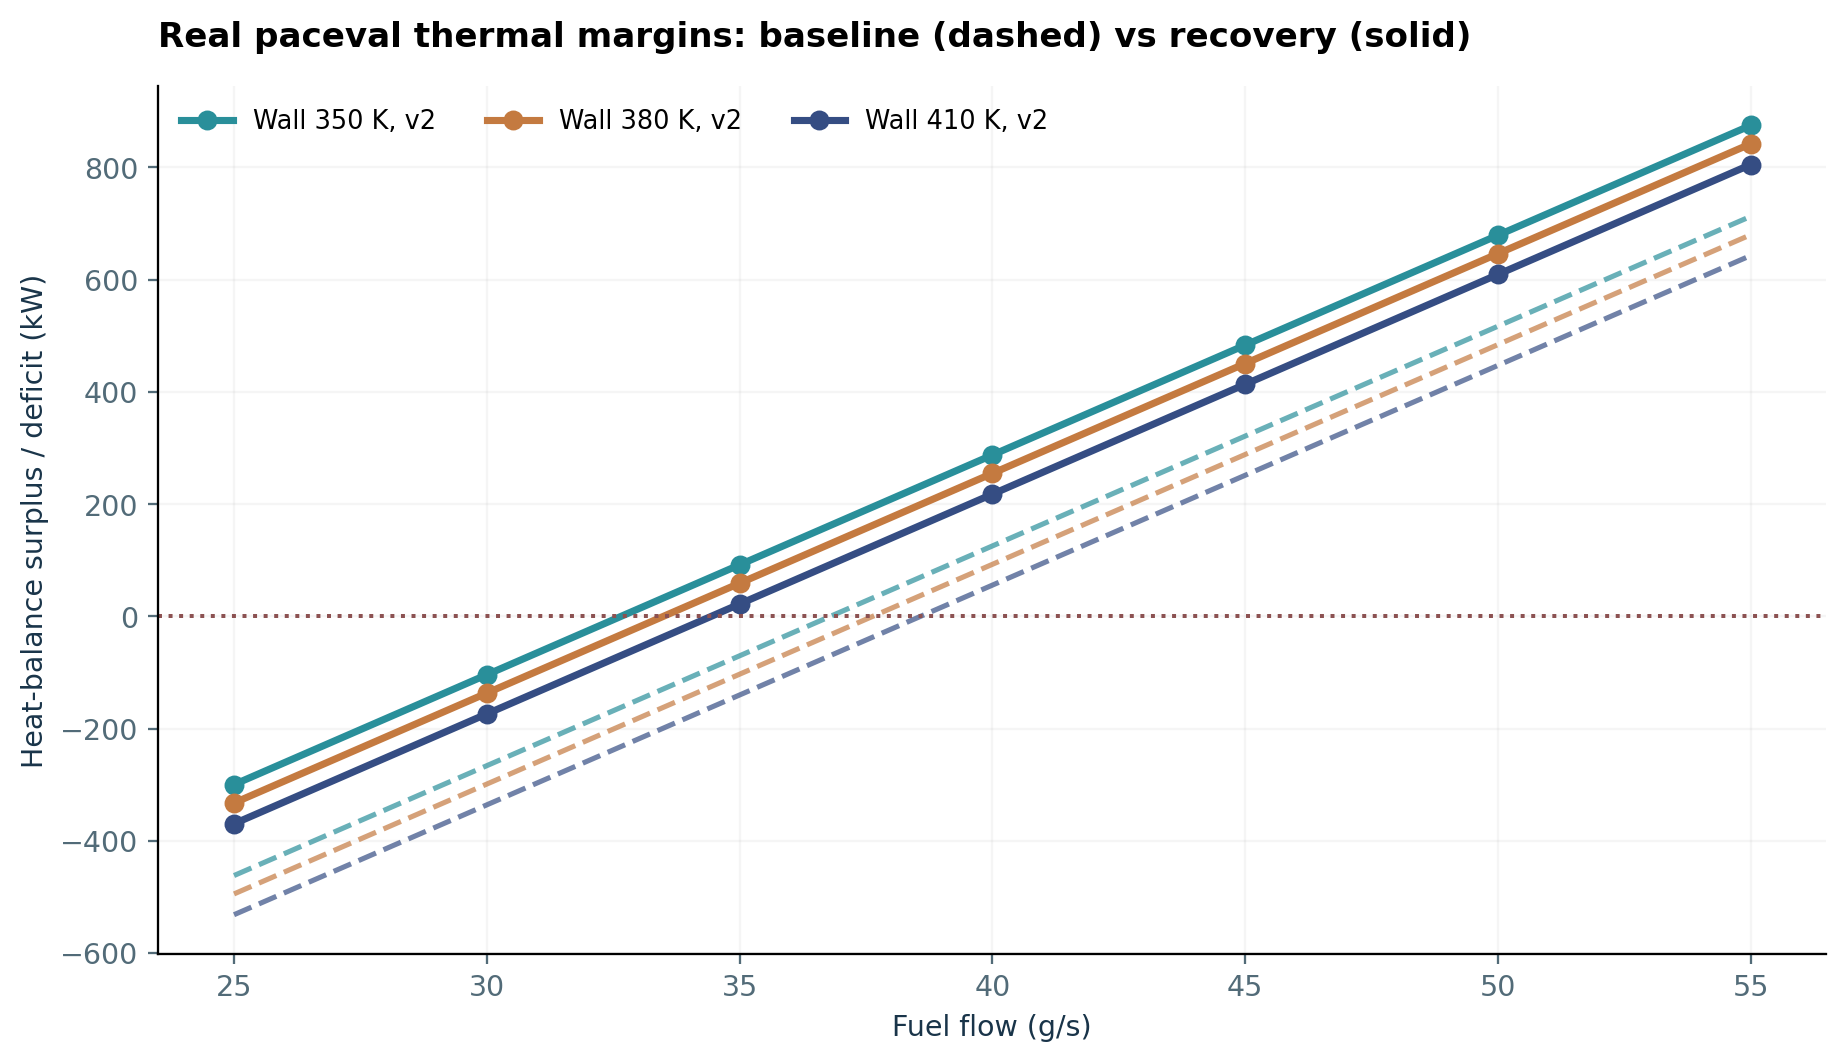 Real paceval thermal margins: baseline (dashed) vs recovery (solid)
Wall 350 K, v2
Wall 380 K, v2
Wall 410 K, v2
Heat-balance surplus / deficit (kW)
800
600
400
200
0
−200
−400
−600
25
30
35
40
45
50
55
Fuel flow (g/s)